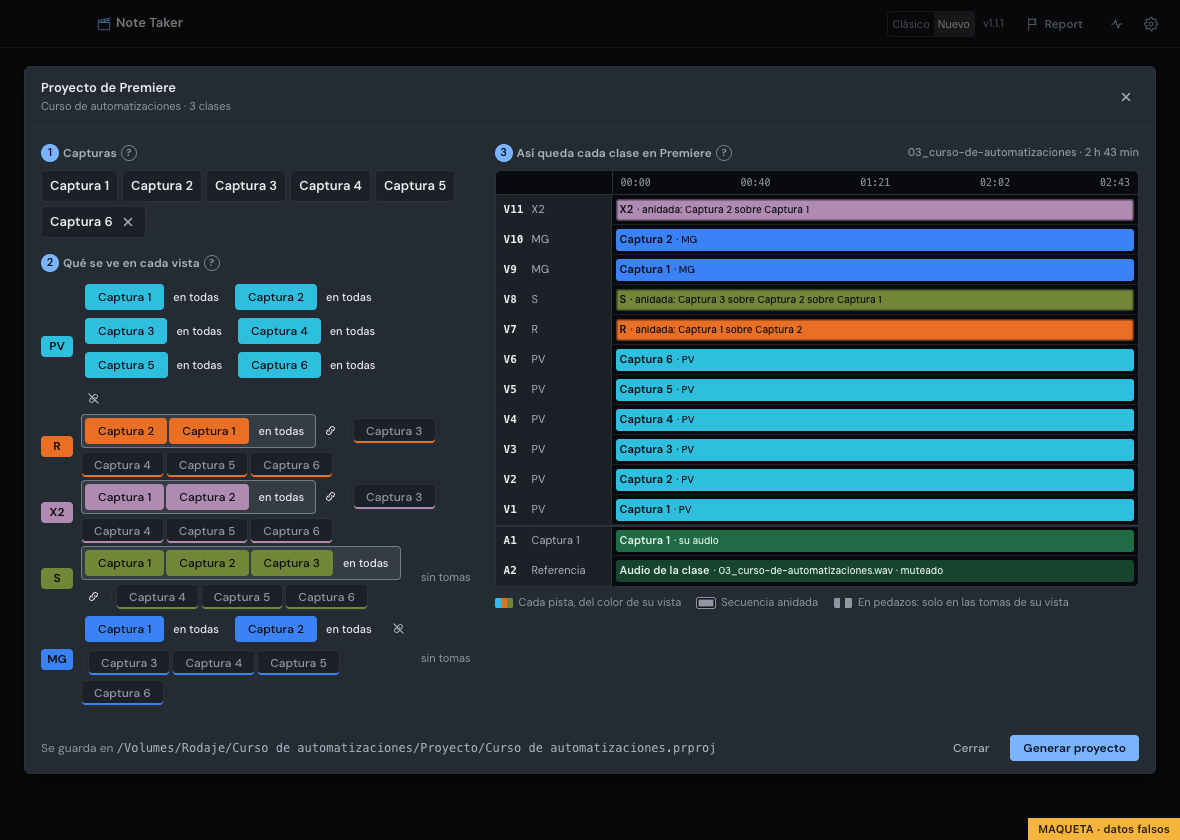 Note Taker
Clásico Nuevo v1.1.1 Report
Proyecto de Premiere
Curso de automatizaciones · 3 clases
1 Capturas ?
Captura 1 Captura 2 Captura 3 Captura 4 Captura 5
Captura 6
2 Qué se ve en cada vista ?
PV
Captura 1 en todas Captura 2 en todas
Captura 3 en todas Captura 4 en todas
Captura 5 en todas Captura 6 en todas
R
Captura 2 Captura 1 en todas Captura 3
Captura 4 Captura 5 Captura 6
X2
Captura 1 Captura 2 en todas Captura 3
Captura 4 Captura 5 Captura 6
S
Captura 1 Captura 2 Captura 3 en todas
sin tomas
Captura 4 Captura 5 Captura 6
MG
Captura 1 en todas Captura 2 en todas
sin tomas
Captura 3 Captura 4 Captura 5
Captura 6
3 Así queda cada clase en Premiere ?
03_curso-de-automatizaciones · 2 h 43 min
00:00 00:40 01:21 02:02 02:43
V11 X2 X2 · anidada: Captura 2 sobre Captura 1
V10 MG Captura 2 · MG
V9 MG Captura 1 · MG
V8 S S · anidada: Captura 3 sobre Captura 2 sobre Captura 1
V7 R R · anidada: Captura 1 sobre Captura 2
V6 PV Captura 6 · PV
V5 PV Captura 5 · PV
V4 PV Captura 4 · PV
V3 PV Captura 3 · PV
V2 PV Captura 2 · PV
V1 PV Captura 1 · PV
A1 Captura 1 Captura 1 · su audio
A2 Referencia Audio de la clase · 03_curso-de-automatizaciones.wav · muteado
Cada pista, del color de su vista Secuencia anidada En pedazos: solo en las tomas de su vista
Se guarda en /Volumes/Rodaje/Curso de automatizaciones/Proyecto/Curso de automatizaciones.prproj
Cerrar Generar proyecto
MAQUETA · datos falsos